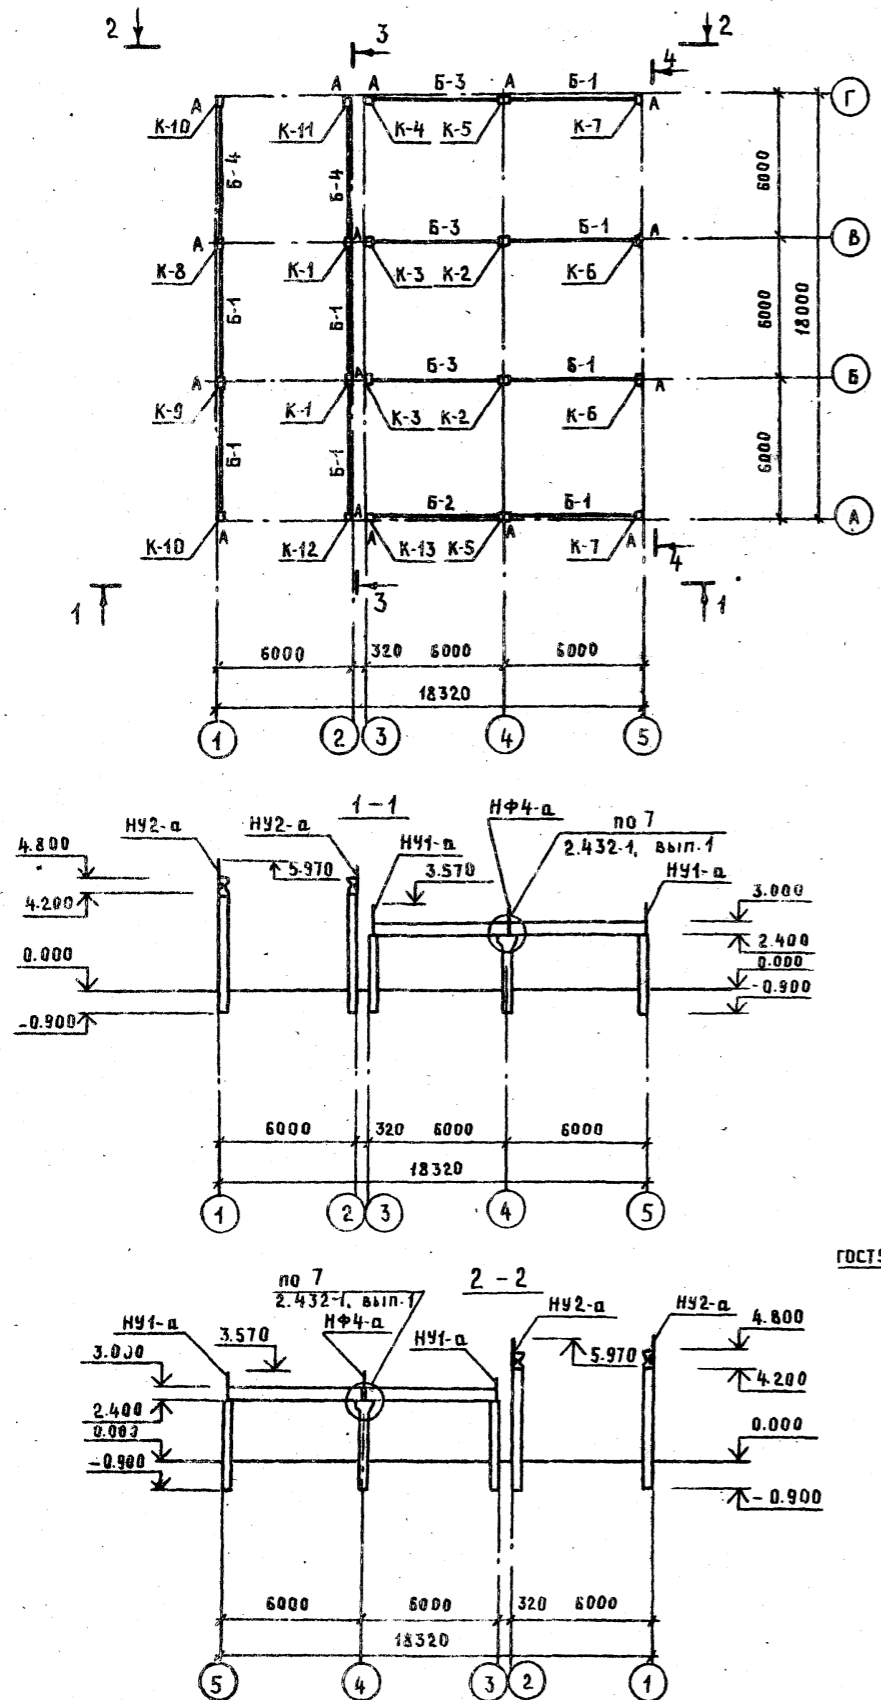 2 3 2
4
А А А Б-3 А Б-1 А Г
К-10 К-11 К-4 К-5 К-7
Б-4 Б-4 6000
А А Б-3 Б-1 А В
К-8 К-1 К-3 К-2 К-6
Б-1 Б-1 6000 18000
А А Б-3 Б-1 А Б
К-9 К-1 К-3 К-2 К-6
Б-1 Б-1 6000
А Б-2 Б-1 А
К-10 А К-12 А К-13 К-5 А К-7 А 4
1 3 1
6000 320 6000 6000
18320
1 2 3 4 5
1-1
НУ2-а НУ2-а НФ4-а по 7
4.800 НУ1-а 2.432-1, вып.1
5.970 3.570 НУ1-а
4.200 3.000
0.000 2.400
0.000
-0.900 -0.900
6000 320 6000 6000
18320
1 2 3 4 5
ГОСТ
по 7 2-2
2.432-1, вып.1 НУ2-а НУ2-а
НУ1-а 3.570 НФ4-а НУ1-а 4.800
3.000 5.970
2.400 4.200
0.000 0.000
-0.900 -0.900
6000 6000 320 6000
18320
5 4 3 2 1